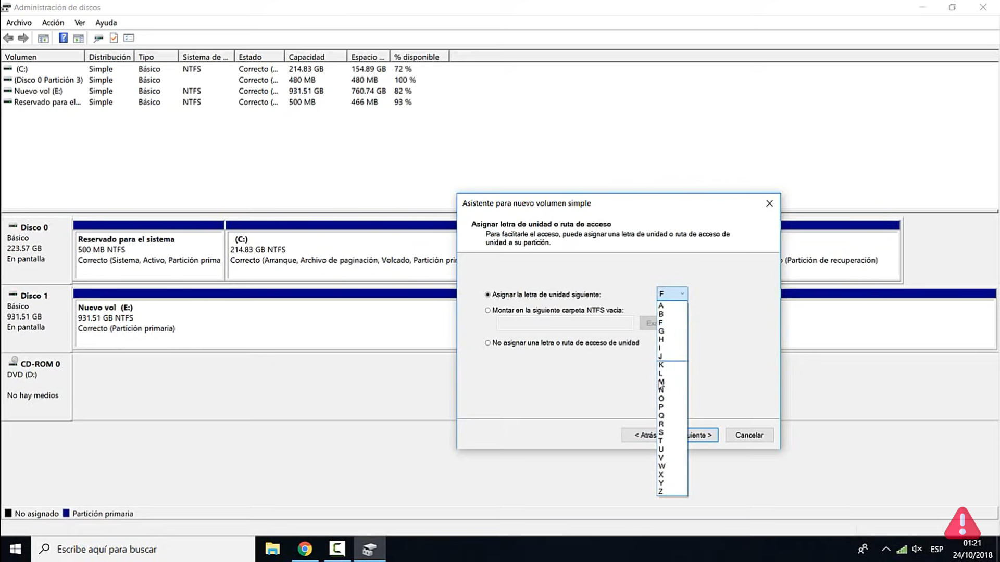 Administración de discos
Archivo Acción Ver Ayuda
Volumen Distribución Tipo Sistema de ... Estado Capacidad Espacio ... % disponible
(C:) Simple Básico NTFS Correcto (... 214.83 GB 154.89 GB 72 %
(Disco 0 Partición 3) Simple Básico Correcto (... 480 MB 480 MB 100 %
Nuevo vol (E:) Simple Básico NTFS Correcto (... 931.51 GB 760.74 GB 82 %
Reservado para el... Simple Básico NTFS Correcto (... 500 MB 466 MB 93 %
Disco 0
Básico
223.57 GB
En pantalla
Reservado para el sistema
500 MB NTFS
Correcto (Sistema, Activo, Partición prima
(C:)
214.83 GB NTFS
Correcto (Arranque, Archivo de paginación, Volcado, Partición prin
(Partición de recuperación)
Disco 1
Básico
931.51 GB
En pantalla
Nuevo vol (E:)
931.51 GB NTFS
Correcto (Partición primaria)
CD-ROM 0
DVD (D:)
No hay medios
Asistente para nuevo volumen simple
Asignar letra de unidad o ruta de acceso
Para facilitarle el acceso, puede asignar una letra de unidad o ruta de acceso de
unidad a su partición.
Asignar la letra de unidad siguiente:
F
Montar en la siguiente carpeta NTFS vacía:
Exa
No asignar una letra o ruta de acceso de unidad
A
B
F
G
H
I
J
K
L
M
N
O
P
Q
R
S
T
U
V
W
X
Y
Z
< Atrás uiente > Cancelar
No asignado Partición primaria
Escribe aquí para buscar
ESP
01:21
24/10/2018